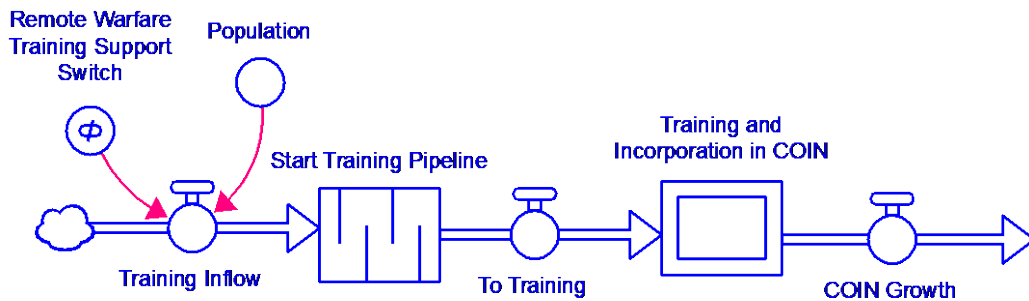 Remote Warfare
Training Support
Switch
Population
Φ
Start Training Pipeline
Training and
Incorporation in COIN
Training Inflow
To Training
COIN Growth